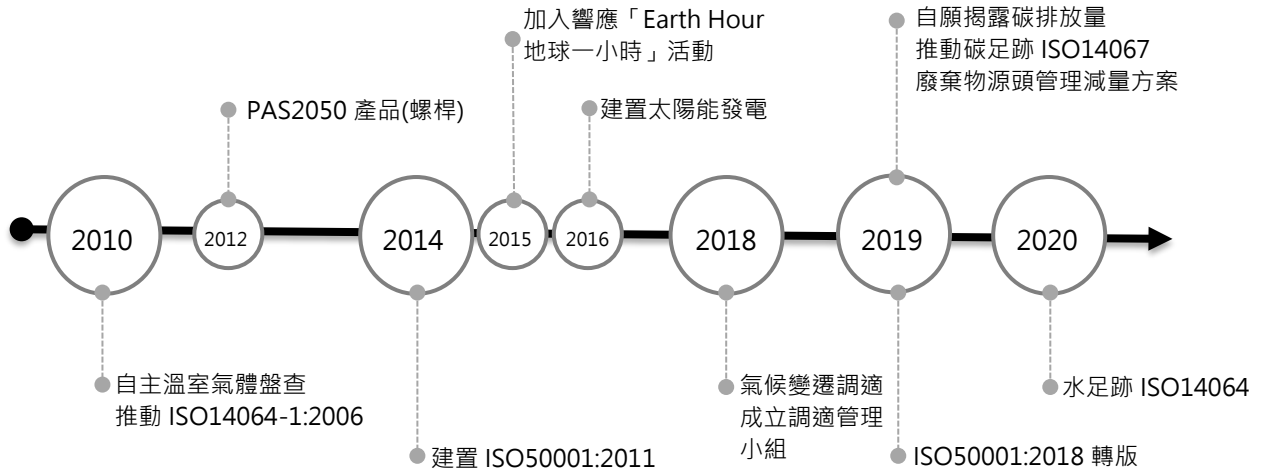 加入響應「Earth Hour
地球一小時」活動
自願揭露碳排放量
推動碳足跡 ISO14067
廢棄物源頭管理減量方案
PAS2050 產品(螺桿)
建置太陽能發電
2010
2012
2014
2015
2016
2018
2019
2020
自主溫室氣體盤查
推動 ISO14064-1:2006
建置 ISO50001:2011
氣候變遷調適
成立調適管理
小組
ISO50001:2018 轉版
水足跡 ISO14064